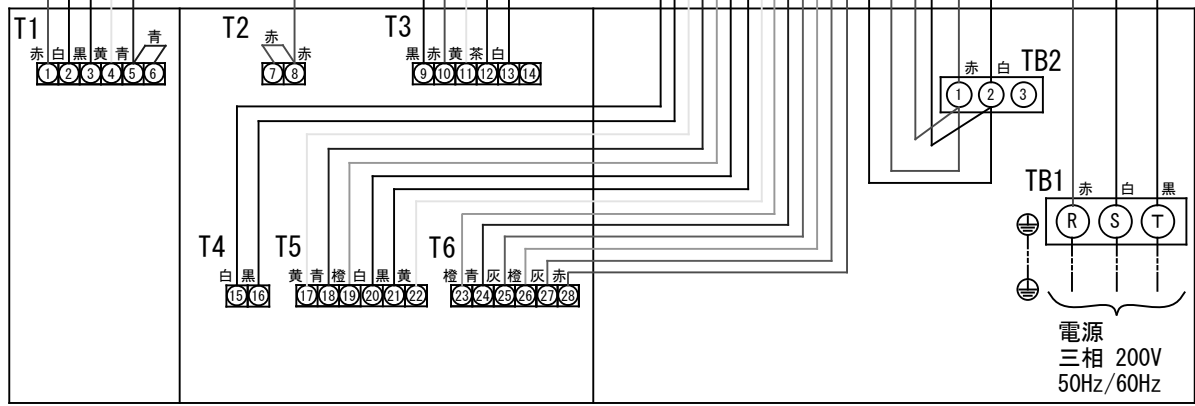 T1
赤 白 黒 黄 青 青
1 2 3 4 5 6
T2
赤 赤
7 8
T3
黒 赤 黄 茶 白
9 10 11 12 13 14
TB2
赤 白
1 2 3
TB1
赤 白 黒
R S T
T4
白 黒
15 16
T5
黄 青 橙 白 黒 黄
17 18 19 20 21 22
T6
橙 青 灰 橙 灰 赤
23 24 25 26 27 28
電源
三相 200V
50Hz/60Hz